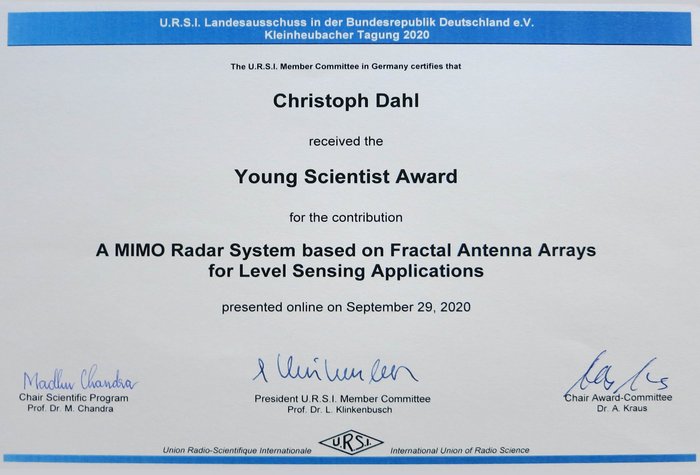 U.R.S.I. Landesausschuss in der Bundesrepublik Deutschland e.V.
Kleinheubacher Tagung 2020
The U.R.S.I. Member Committee in Germany certifies that
Christoph Dahl
received the
Young Scientist Award
for the contribution
A MIMO Radar System based on Fractal Antenna Arrays
for Level Sensing Applications
presented online on September 29, 2020
Madhu Chandra
Chair Scientific Program
Prof. Dr. M. Chandra
President U.R.S.I. Member Committee
Prof. Dr. L. Klinkenbusch
Chair Award-Committee
Dr. A. Kraus
Union Radio-Scientifique Internationale U.R.S.I. International Union of Radio Science